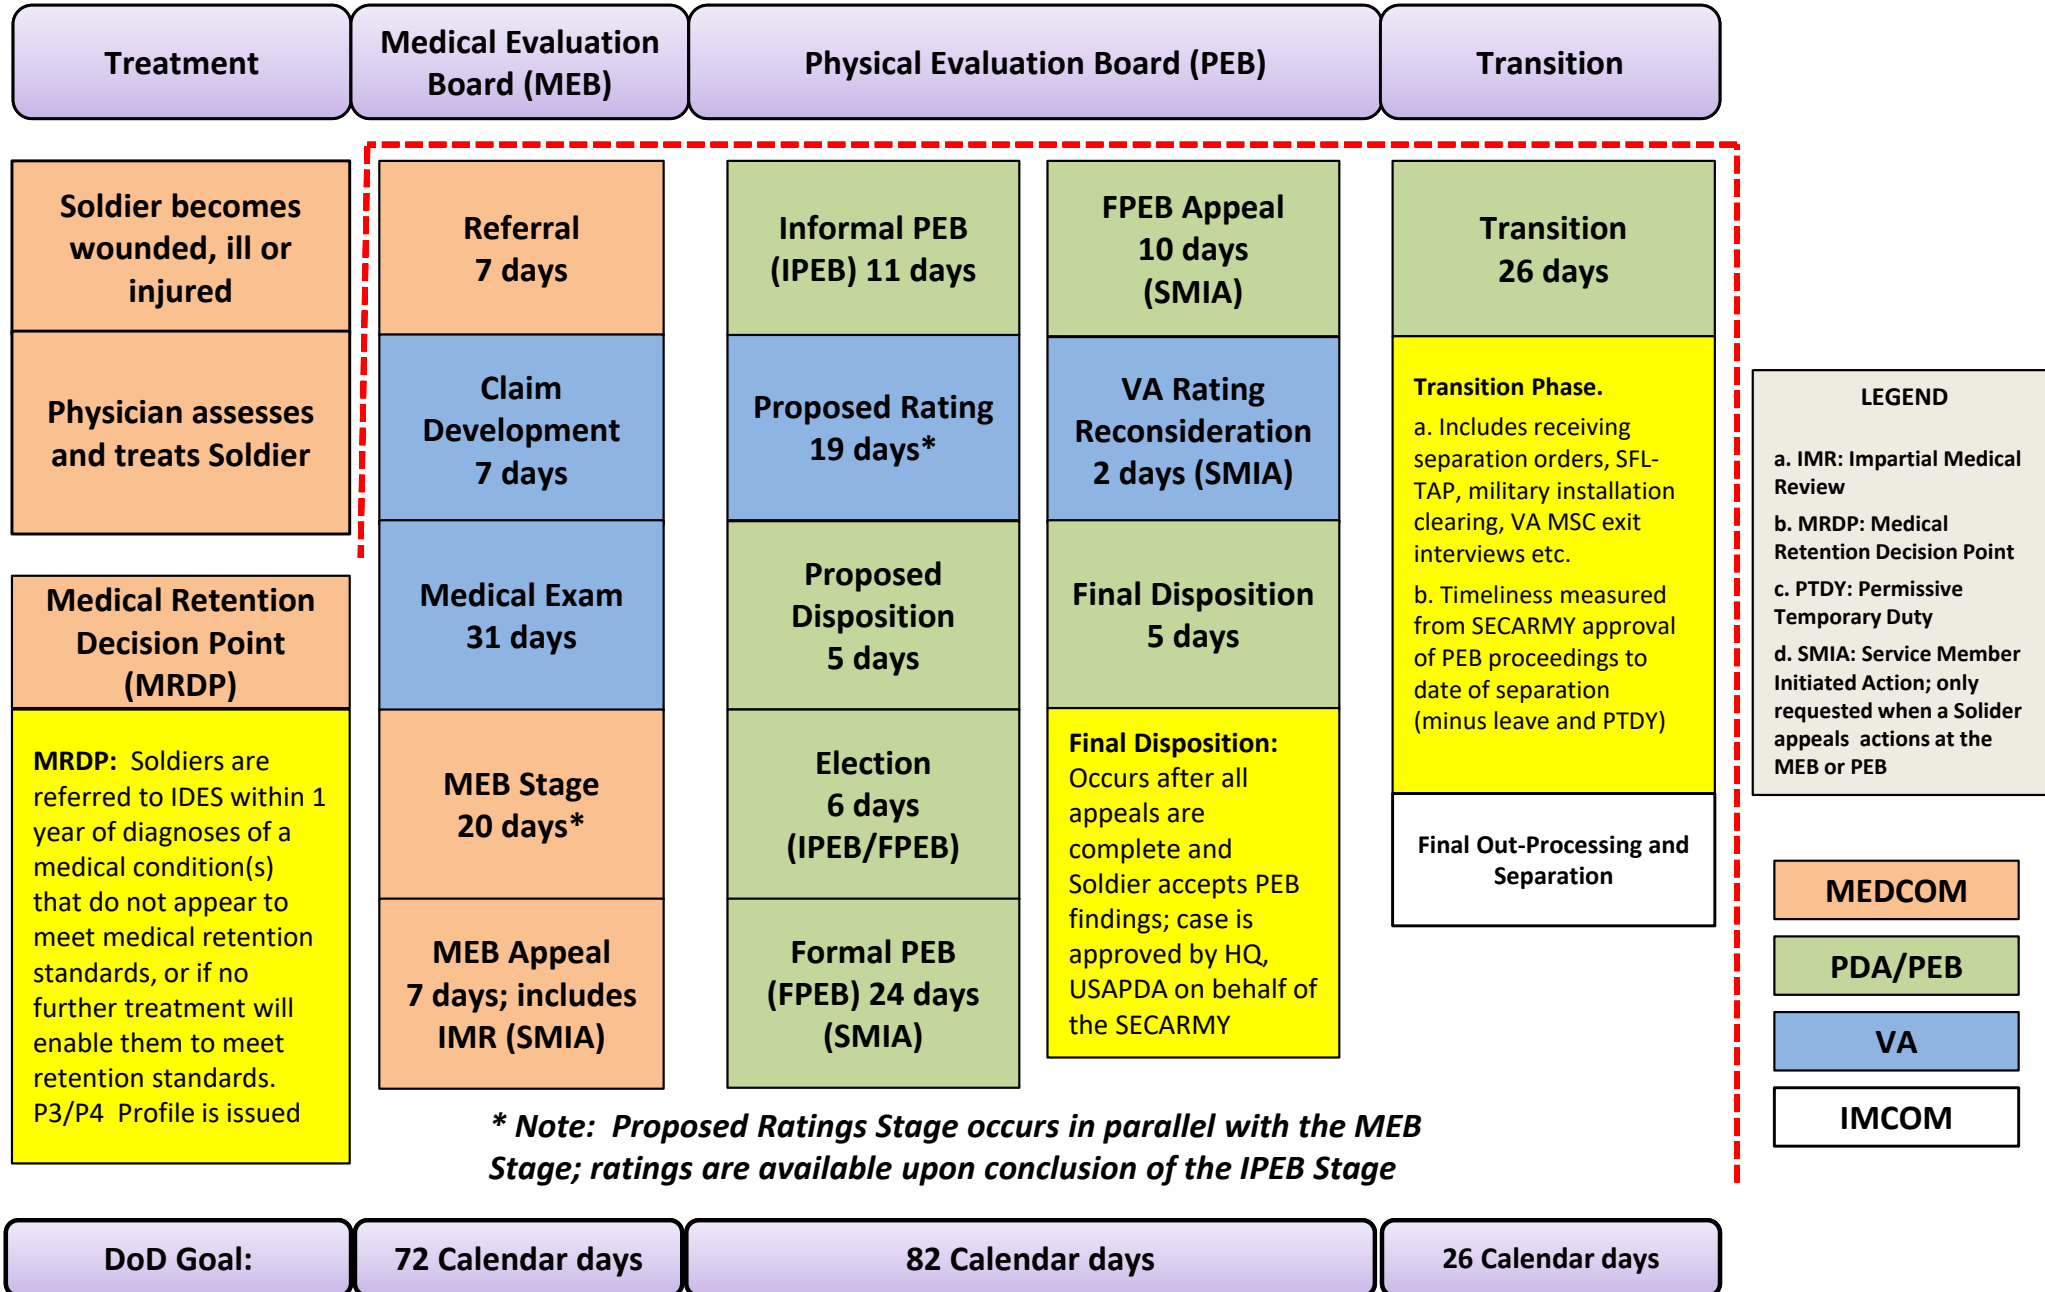 Treatment
Medical Evaluation
Board (MEB)
Physical Evaluation Board (PEB)
Transition
Soldier becomes
wounded, ill or
injured
Physician assesses
and treats Soldier
Medical Retention
Decision Point
(MRDP)
MRDP:  Soldiers are
referred to IDES within 1
year of diagnoses of a
medical condition(s)
that do not appear to
meet medical retention
standards, or if no
further treatment will
enable them to meet
retention standards.
P3/P4  Profile is issued
Referral
7 days
Claim
Development
7 days
Medical Exam
31 days
MEB Stage
20 days*
MEB Appeal
7 days; includes
IMR (SMIA)
Informal PEB
(IPEB) 11 days
Proposed Rating
19 days*
Proposed
Disposition
5 days
Election
6 days
(IPEB/FPEB)
Formal PEB
(FPEB) 24 days
(SMIA)
FPEB Appeal
10 days
(SMIA)
VA Rating
Reconsideration
2 days (SMIA)
Final Disposition
5 days
Final Disposition:
Occurs after all
appeals are
complete and
Soldier accepts PEB
findings; case is
approved by HQ,
USAPDA on behalf of
the SECARMY
Transition
26 days
Transition Phase.
a. Includes receiving
separation orders, SFL-
TAP, military installation
clearing, VA MSC exit
interviews etc.
b. Timeliness measured
from SECARMY approval
of PEB proceedings to
date of separation
(minus leave and PTDY)
Final Out-Processing and
Separation
LEGEND
a. IMR: Impartial Medical
Review
b. MRDP: Medical
Retention Decision Point
c. PTDY: Permissive
Temporary Duty
d. SMIA: Service Member
Initiated Action; only
requested when a Solider
appeals  actions at the
MEB or PEB
MEDCOM
PDA/PEB
VA
IMCOM
* Note:  Proposed Ratings Stage occurs in parallel with the MEB
Stage; ratings are available upon conclusion of the IPEB Stage
DoD Goal:
72 Calendar days
82 Calendar days
26 Calendar days